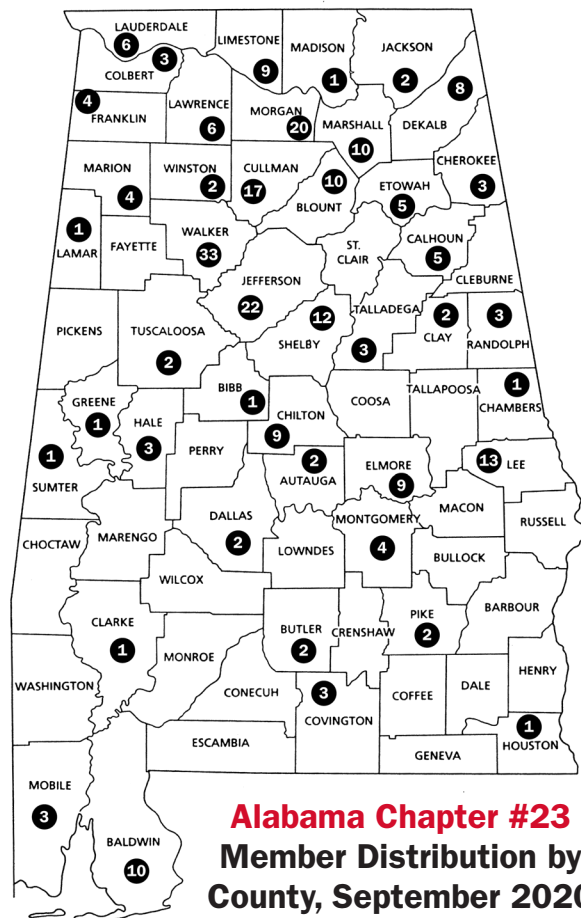 LAUDERDALE
6
3
COLBERT
LIMESTONE
9
MADISON
1
JACKSON
2
8
DEKALB
4
FRANKLIN
LAWRENCE
6
MORGAN
20
MARSHALL
10
CHEROKEE
3
MARION
4
WINSTON
2
CULLMAN
17
10
BLOUNT
ETOWAH
5
1
LAMAR
FAYETTE
WALKER
33
ST.
CLAIR
CALHOUN
5
CLEBURNE
JEFFERSON
22
12
SHELBY
TALLADEGA
3
2
CLAY
3
RANDOLPH
PICKENS
TUSCALOOSA
2
BIBB
1
CHILTON
9
COOSA
TALLAPOOSA
1
CHAMBERS
GREENE
1
HALE
3
PERRY
1
SUMTER
2
AUTAUGA
ELMORE
9
13 LEE
MACON
RUSSELL
CHOCTAW
MARENGO
DALLAS
2
LOWNDES
MONTGOMERY
4
BULLOCK
WILCOX
CLARKE
1
MONROE
BUTLER
2
CRENSHAW
PIKE
2
BARBOUR
WASHINGTON
CONECUH
3
COVINGTON
COFFEE
DALE
HENRY
1
HOUSTON
ESCAMBIA
GENEVA
MOBILE
3
BALDWIN
10
Alabama Chapter #23
Member Distribution by
County, September